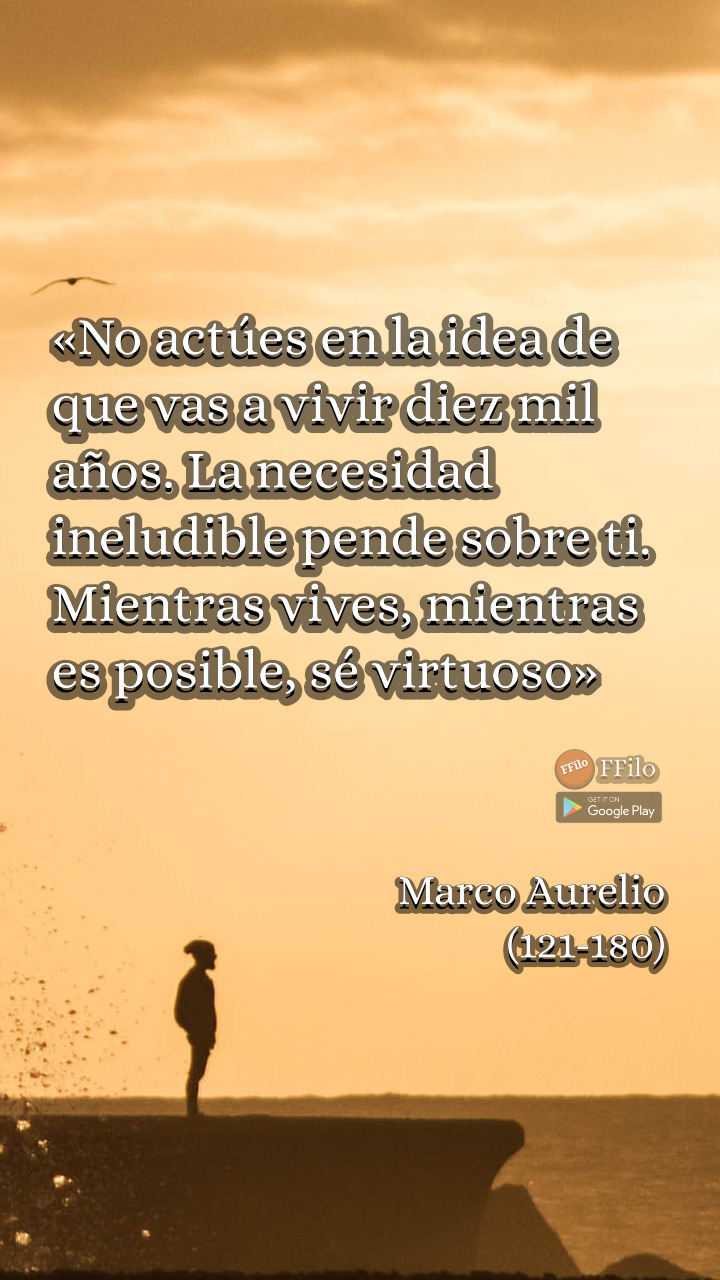 «No actúes en la idea de
que vas a vivir diez mil
años. La necesidad
ineludible pende sobre ti.
Mientras vives, mientras
es posible, sé virtuoso»
FFilo FFilo
GET IT ON
Google Play
Marco Aurelio
(121-180)